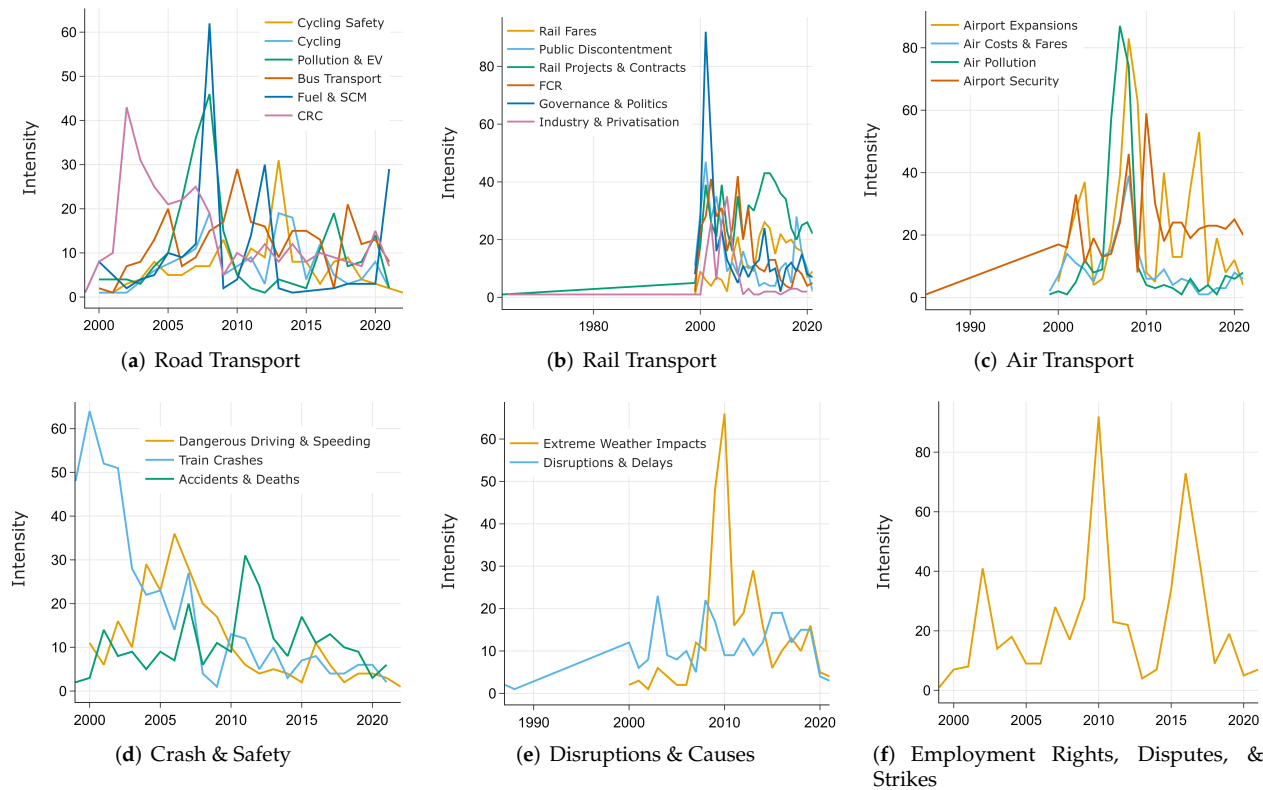 60
50
40
30
20
10
0
Intensity
Cycling Safety
Cycling
Pollution & EV
Bus Transport
Fuel & SCM
CRC
2000
2005
2010
2015
2020
(a) Road Transport
80
60
40
20
0
Intensity
Rail Fares
Public Discontentment
Rail Projects & Contracts
FCR
Governance & Politics
Industry & Privatisation
1980
2000
2020
(b) Rail Transport
80
60
40
20
0
Intensity
Airport Expansions
Air Costs & Fares
Air Pollution
Airport Security
1990
2000
2010
2020
(c) Air Transport
60
50
40
30
20
10
0
Intensity
Dangerous Driving & Speeding
Train Crashes
Accidents & Deaths
2000
2005
2010
2015
2020
(d) Crash & Safety
60
50
40
30
20
10
0
Intensity
Extreme Weather Impacts
Disruptions & Delays
1990
2000
2010
2020
(e) Disruptions & Causes
80
60
40
20
0
Intensity
2000
2005
2010
2015
2020
(f) Employment Rights, Disputes, &
Strikes